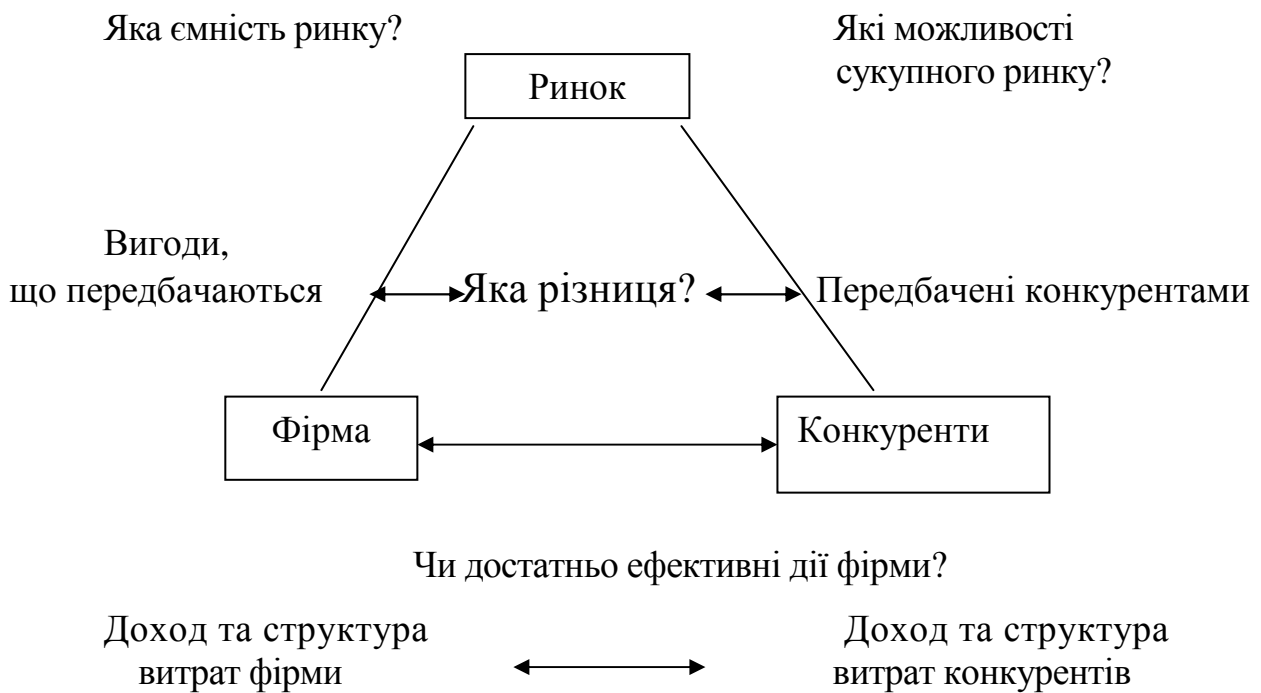 Яка ємність ринку?
Які можливості
сукупного ринку?
Ринок
Вигоди,
що передбачаються
Яка різниця?
Передбачені конкурентами
Фірма
Конкуренти
Чи достатньо ефективні дії фірми?
Доход та структура
витрат фірми
Доход та структура
витрат конкурентів